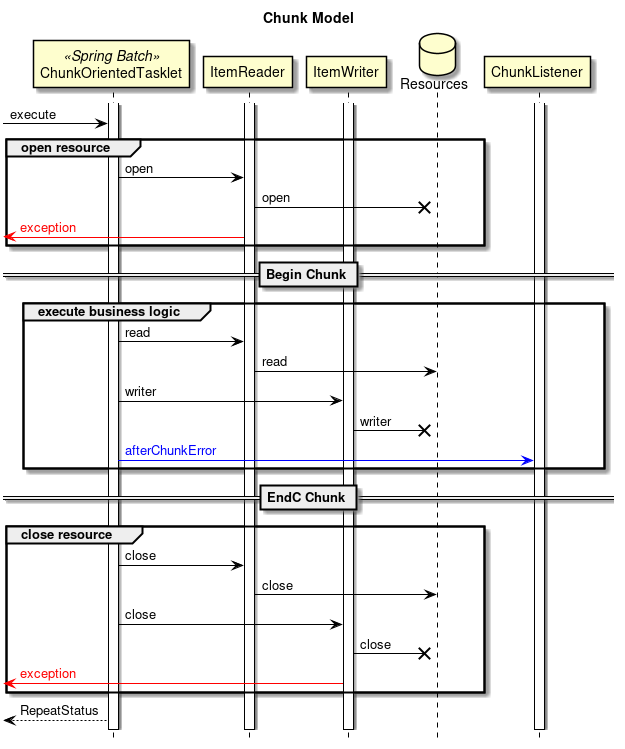 Chunk Model
«Spring Batch»
ChunkOrientedTasklet
ItemReader
ItemWriter
Resources
ChunkListener
execute
open resource
open
open
exception
Begin Chunk
execute business logic
read
read
writer
writer
afterChunkError
EndC Chunk
close resource
close
close
close
close
exception
RepeatStatus